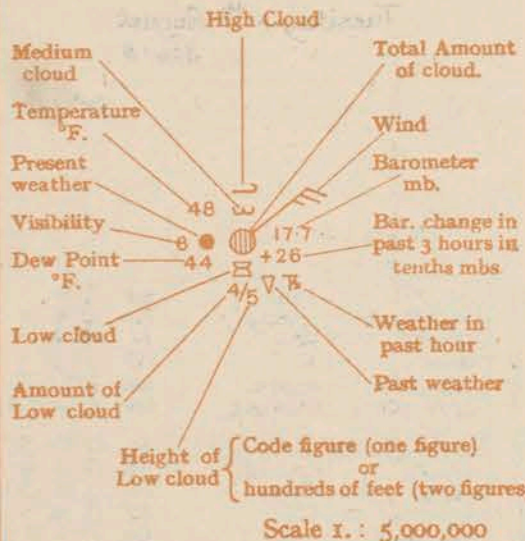 High Cloud
Medium
cloud
Total Amount
of cloud.
Temperature
°F.
Wind
Present
weather
Barometer
mb.
48
Visibility
8
17.7
Bar. change in
past 3 hours in
tenths mbs
Dew Point
°F.
44
+26
4/5
Low cloud
Weather in
past hour
Amount of
Low cloud
Past weather
Height of
Low cloud
Code figure (one figure)
or
hundreds of feet (two figures
Scale 1. : 5,000,000